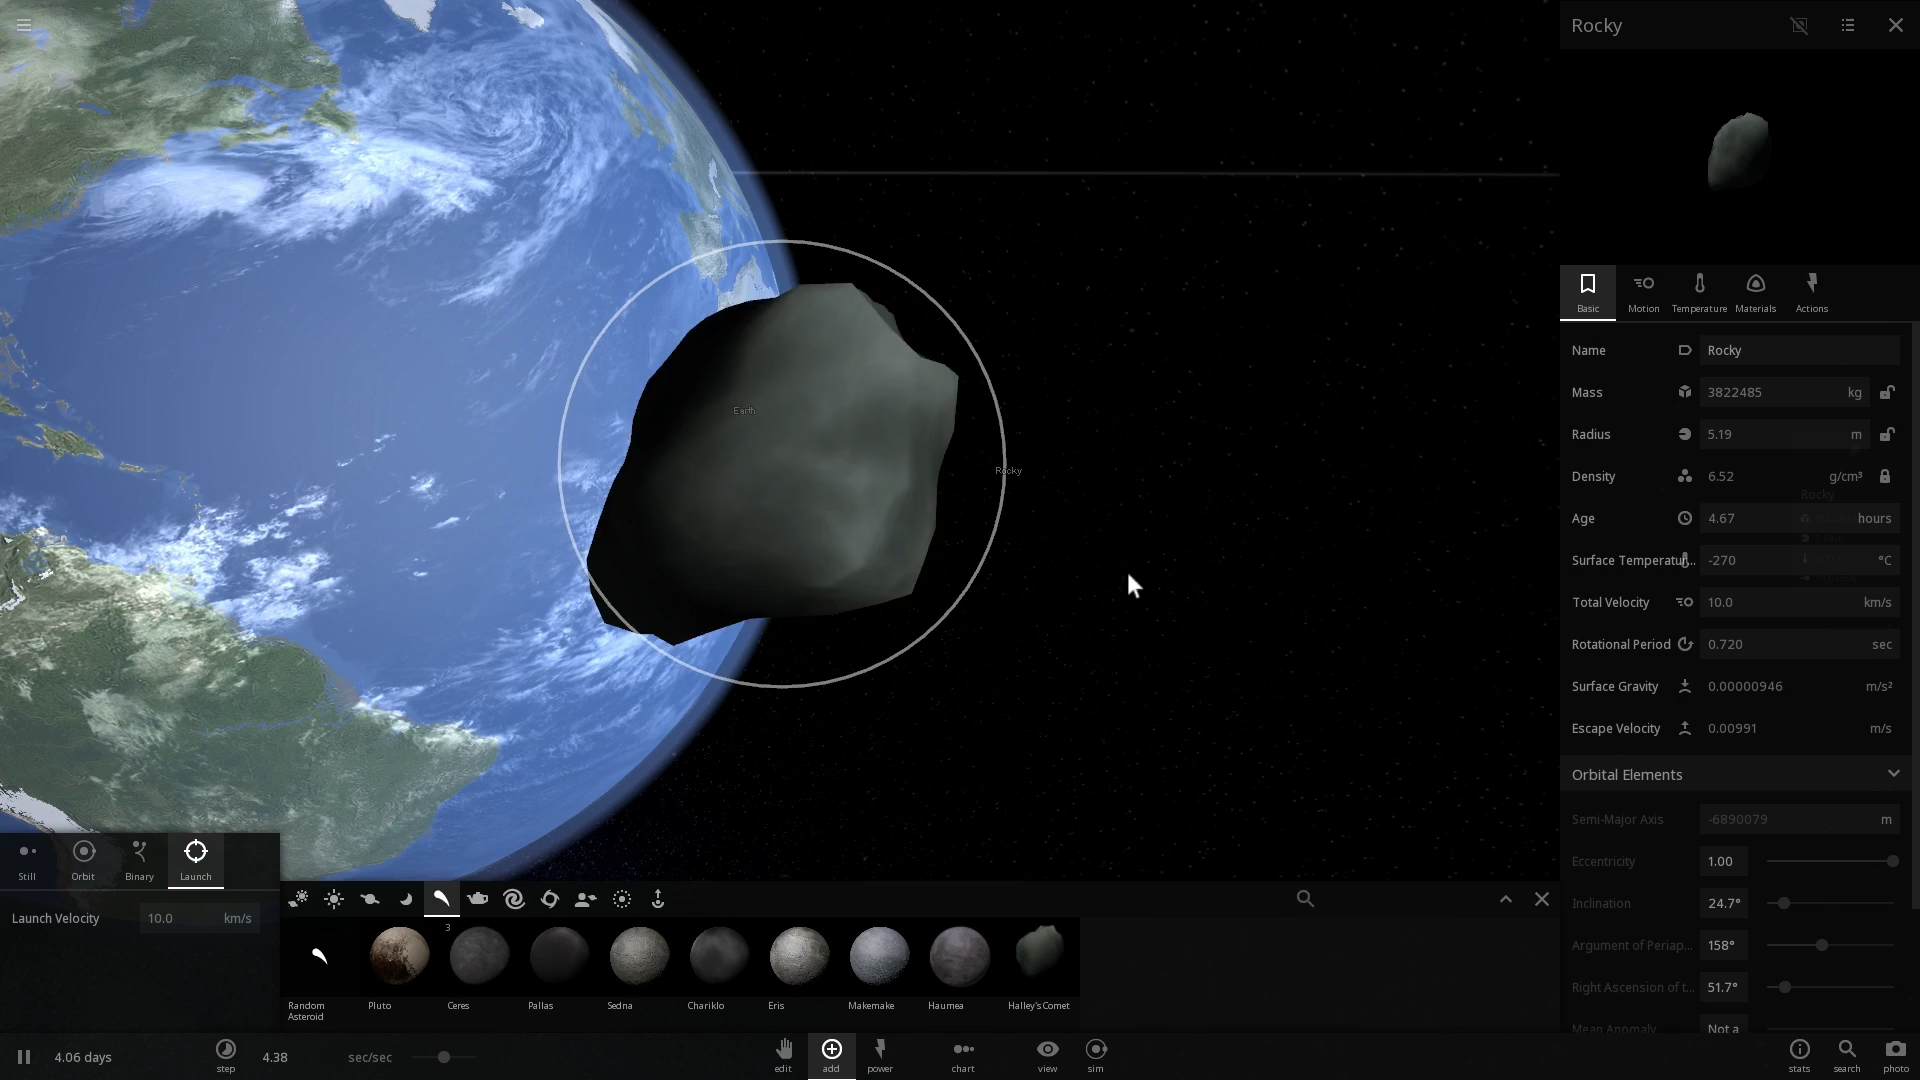 Rocky
Earth
Rocky
Basic
Motion
Temperature
Materials
Actions
Name
Rocky
Mass
3822485 kg
Radius
5.19 m
Density
6.52 g/cm³
Rocky
Age
4.67 hours
Surface Temperatur...
-270 °C
Total Velocity
10.0 km/s
Rotational Period
0.720 sec
Surface Gravity
0.00000946 m/s²
Escape Velocity
0.00991 m/s
Orbital Elements
Semi-Major Axis
-6890079 m
Eccentricity
1.00
Inclination
24.7°
Argument of Periap...
158°
Right Ascension of t...
51.7°
Mean Anomaly
Not a
Still
Orbit
Binary
Launch
Launch Velocity
10.0 km/s
3
Random
Asteroid
Pluto
Ceres
Pallas
Sedna
Chariklo
Eris
Makemake
Haumea
Halley's Comet
4.06 days
step
4.38 sec/sec
edit
add
power
chart
view
sim
stats
search
photo